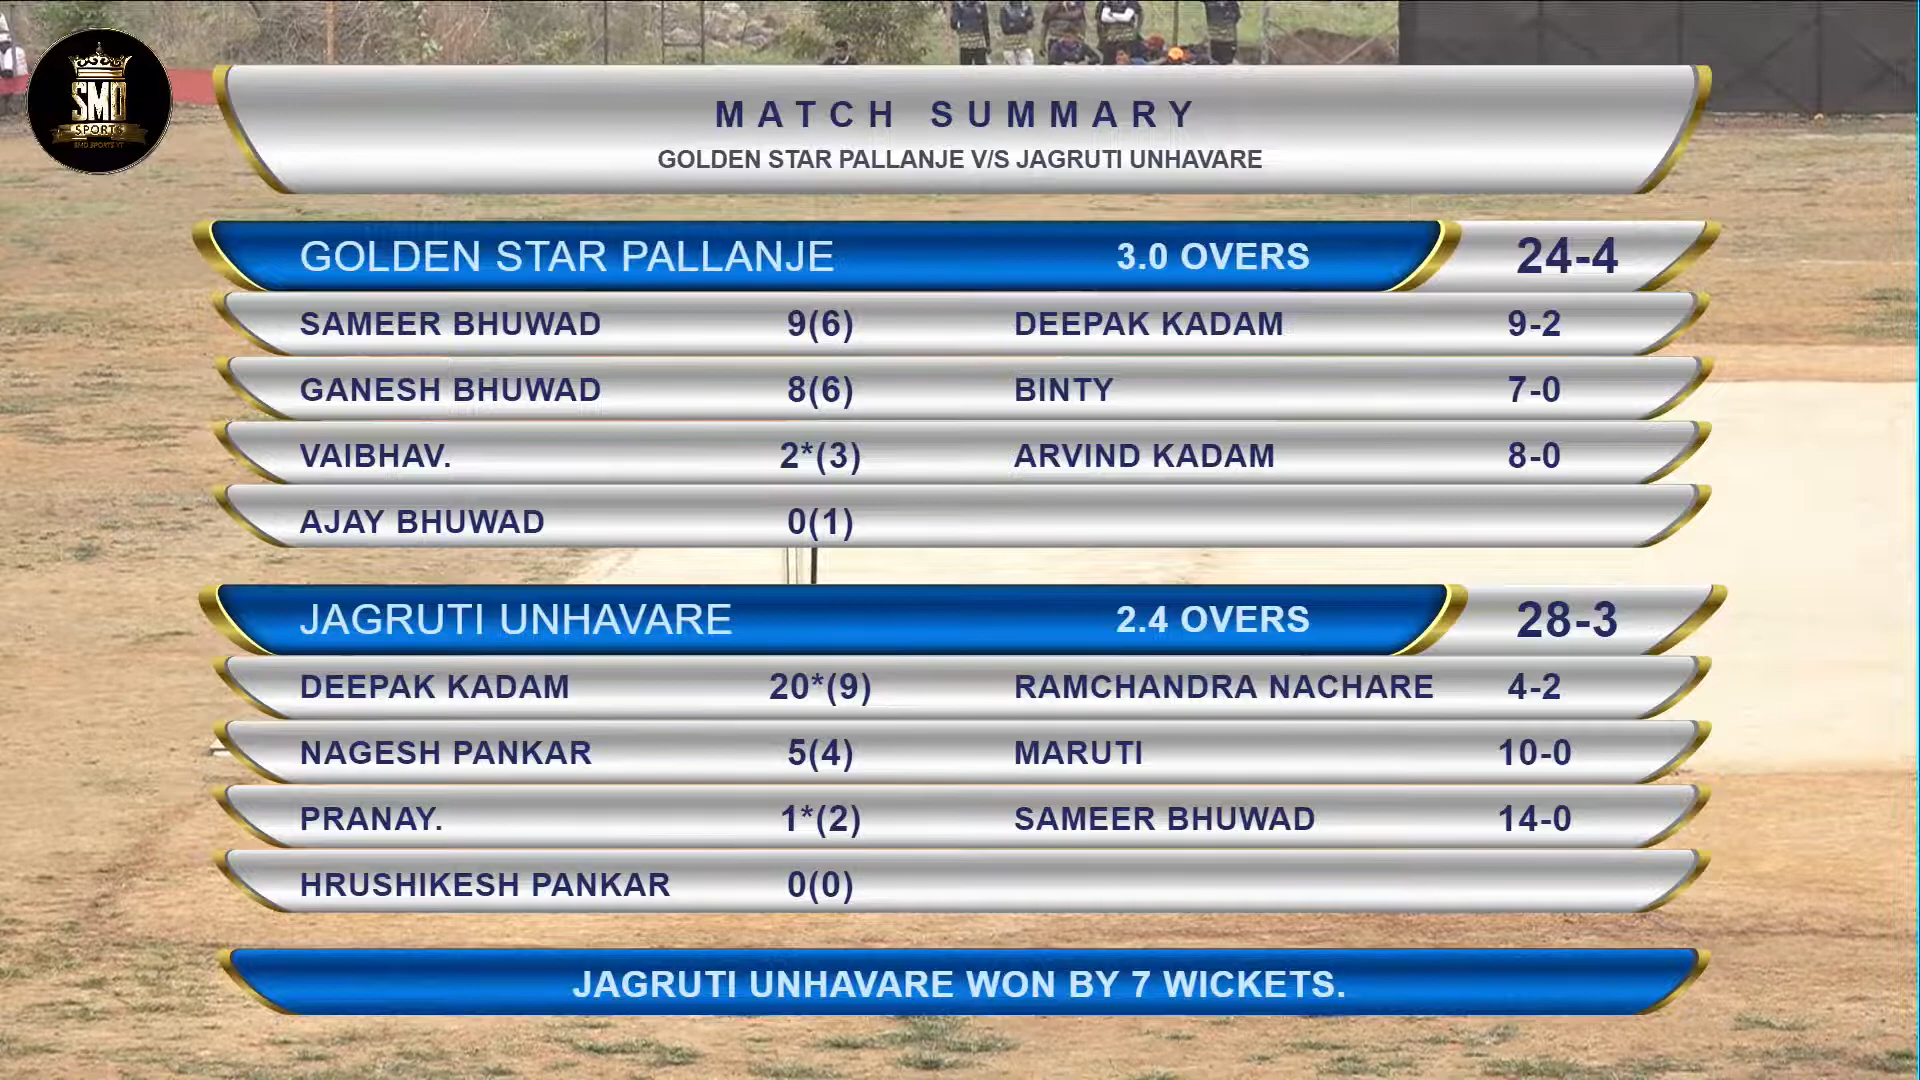 SMD
SPORTS
SMD SPORTS YT
MATCH SUMMARY
GOLDEN STAR PALLANJE V/S JAGRUTI UNHAVARE
GOLDEN STAR PALLANJE 3.0 OVERS 24-4
SAMEER BHUWAD 9(6) DEEPAK KADAM 9-2
GANESH BHUWAD 8(6) BINTY 7-0
VAIBHAV. 2*(3) ARVIND KADAM 8-0
AJAY BHUWAD 0(1)
JAGRUTI UNHAVARE 2.4 OVERS 28-3
DEEPAK KADAM 20*(9) RAMCHANDRA NACHARE 4-2
NAGESH PANKAR 5(4) MARUTI 10-0
PRANAY. 1*(2) SAMEER BHUWAD 14-0
HRUSHIKESH PANKAR 0(0)
JAGRUTI UNHAVARE WON BY 7 WICKETS.